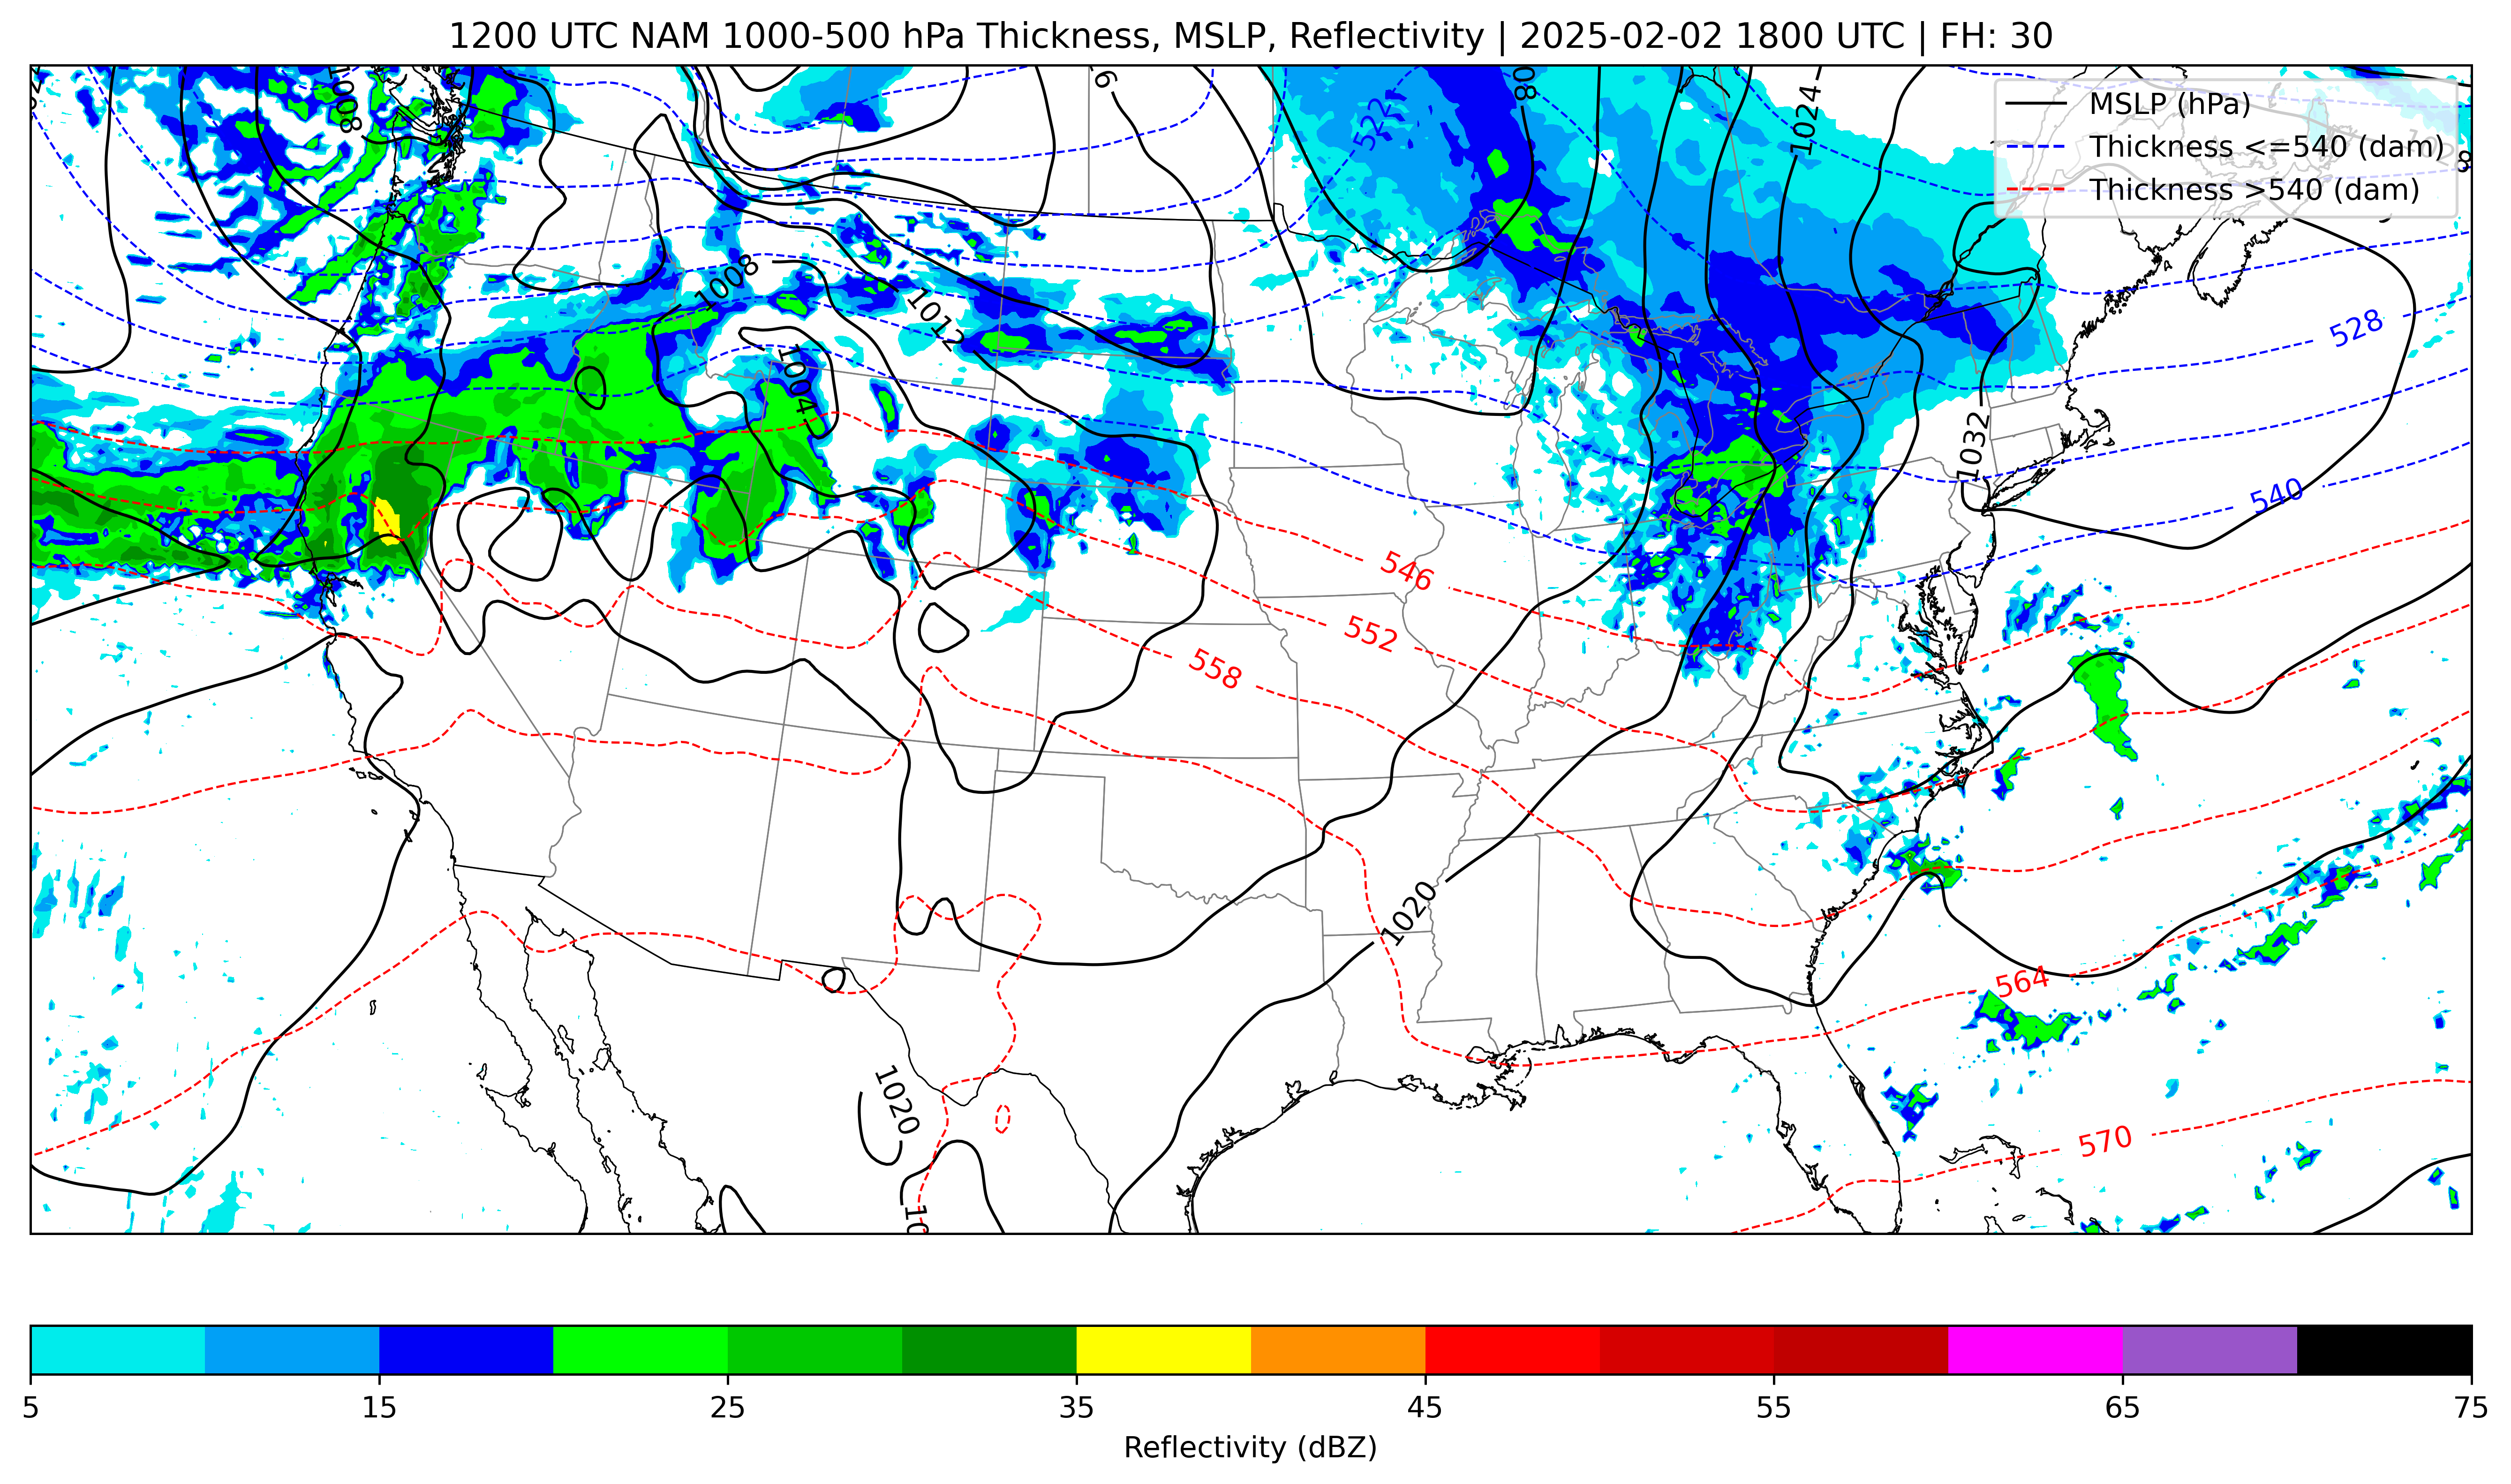 1200 UTC NAM 1000-500 hPa Thickness, MSLP, Reflectivity | 2025-02-02 1800 UTC | FH: 30
MSLP (hPa)
Thickness <=540 (dam)
Thickness >540 (dam)
1008
522
1024
1008
1012
1004
528
1032
540
546
552
558
1020
564
1020
570
10
5 15 25 35 45 55 65 75
Reflectivity (dBZ)